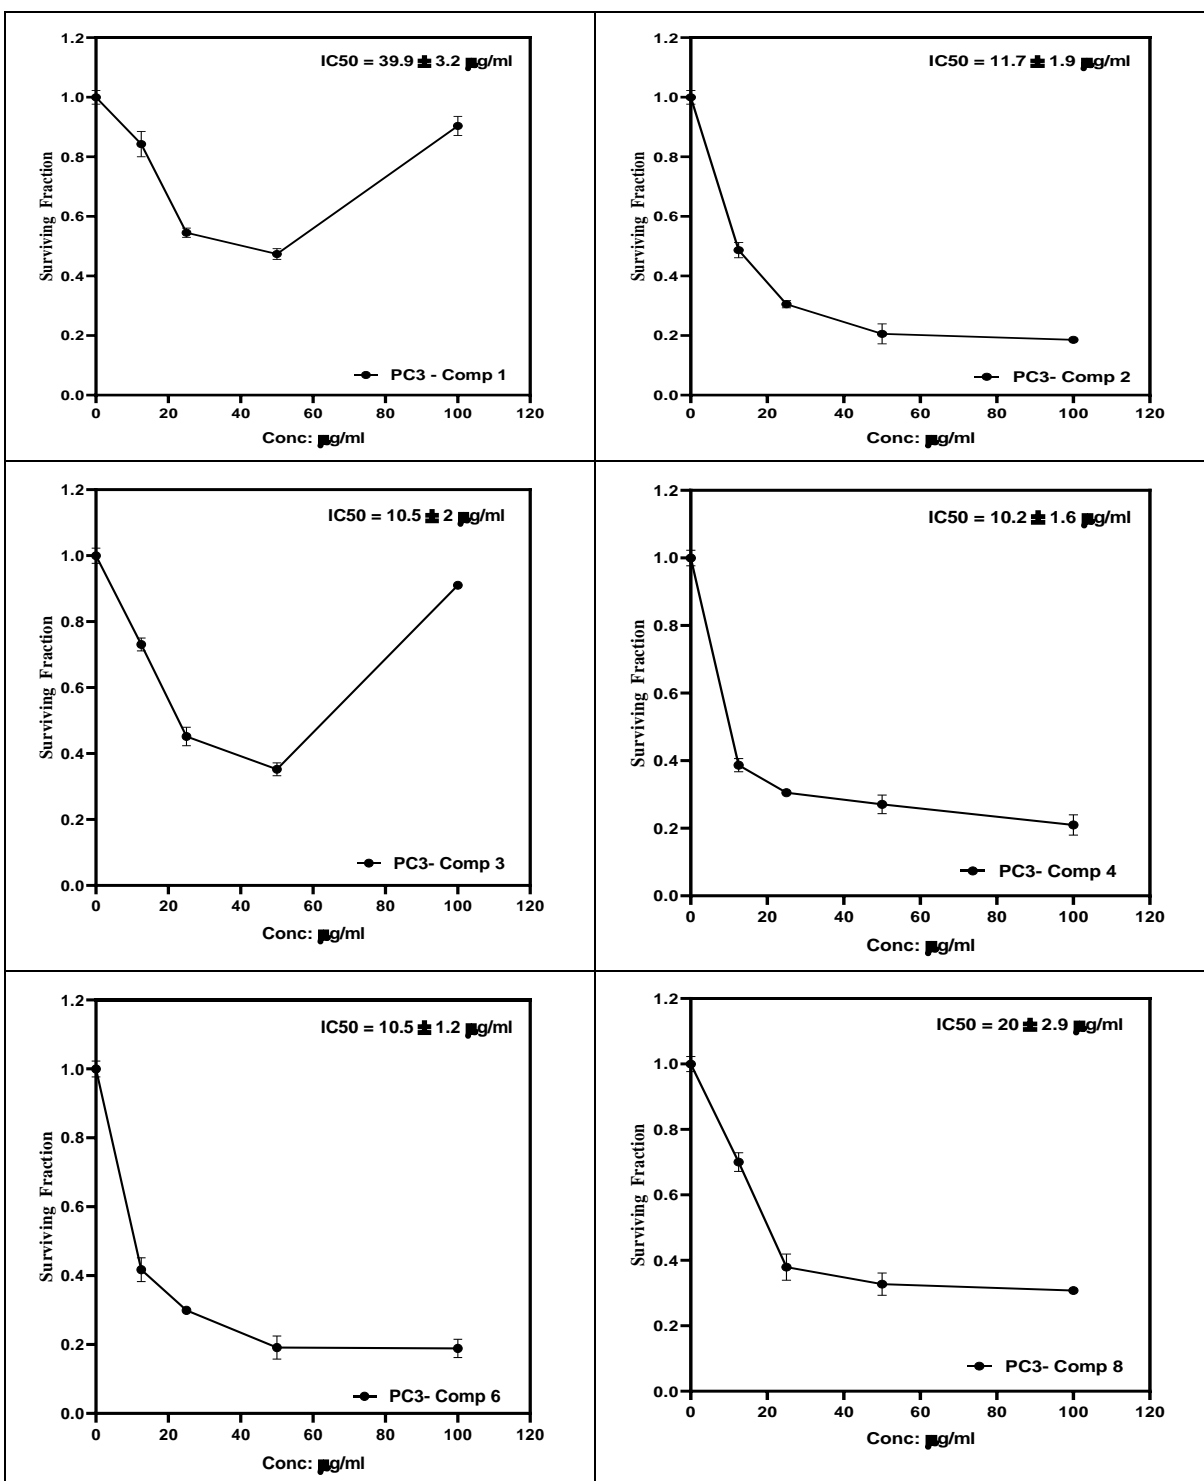 1.2
IC50 = 39.9 ± 3.2 µg/ml
1.0
0.8
0.6
0.4
0.2
0.0
Surviving Fraction
PC3 - Comp 1
0 20 40 60 80 100 120
Conc: µg/ml
1.2
IC50 = 11.7 ± 1.9 µg/ml
1.0
0.8
0.6
0.4
0.2
0.0
Surviving Fraction
PC3- Comp 2
0 20 40 60 80 100 120
Conc: µg/ml
1.2
IC50 = 10.5 ± 2 µg/ml
1.0
0.8
0.6
0.4
0.2
0.0
Surviving Fraction
PC3- Comp 3
0 20 40 60 80 100 120
Conc: µg/ml
1.2
IC50 = 10.2 ± 1.6 µg/ml
1.0
0.8
0.6
0.4
0.2
0.0
Surviving Fraction
PC3- Comp 4
0 20 40 60 80 100 120
Conc: µg/ml
1.2
IC50 = 10.5 ± 1.2 µg/ml
1.0
0.8
0.6
0.4
0.2
0.0
Surviving Fraction
PC3- Comp 6
0 20 40 60 80 100 120
Conc: µg/ml
1.2
IC50 = 20 ± 2.9 µg/ml
1.0
0.8
0.6
0.4
0.2
0.0
Surviving Fraction
PC3- Comp 8
0 20 40 60 80 100 120
Conc: µg/ml